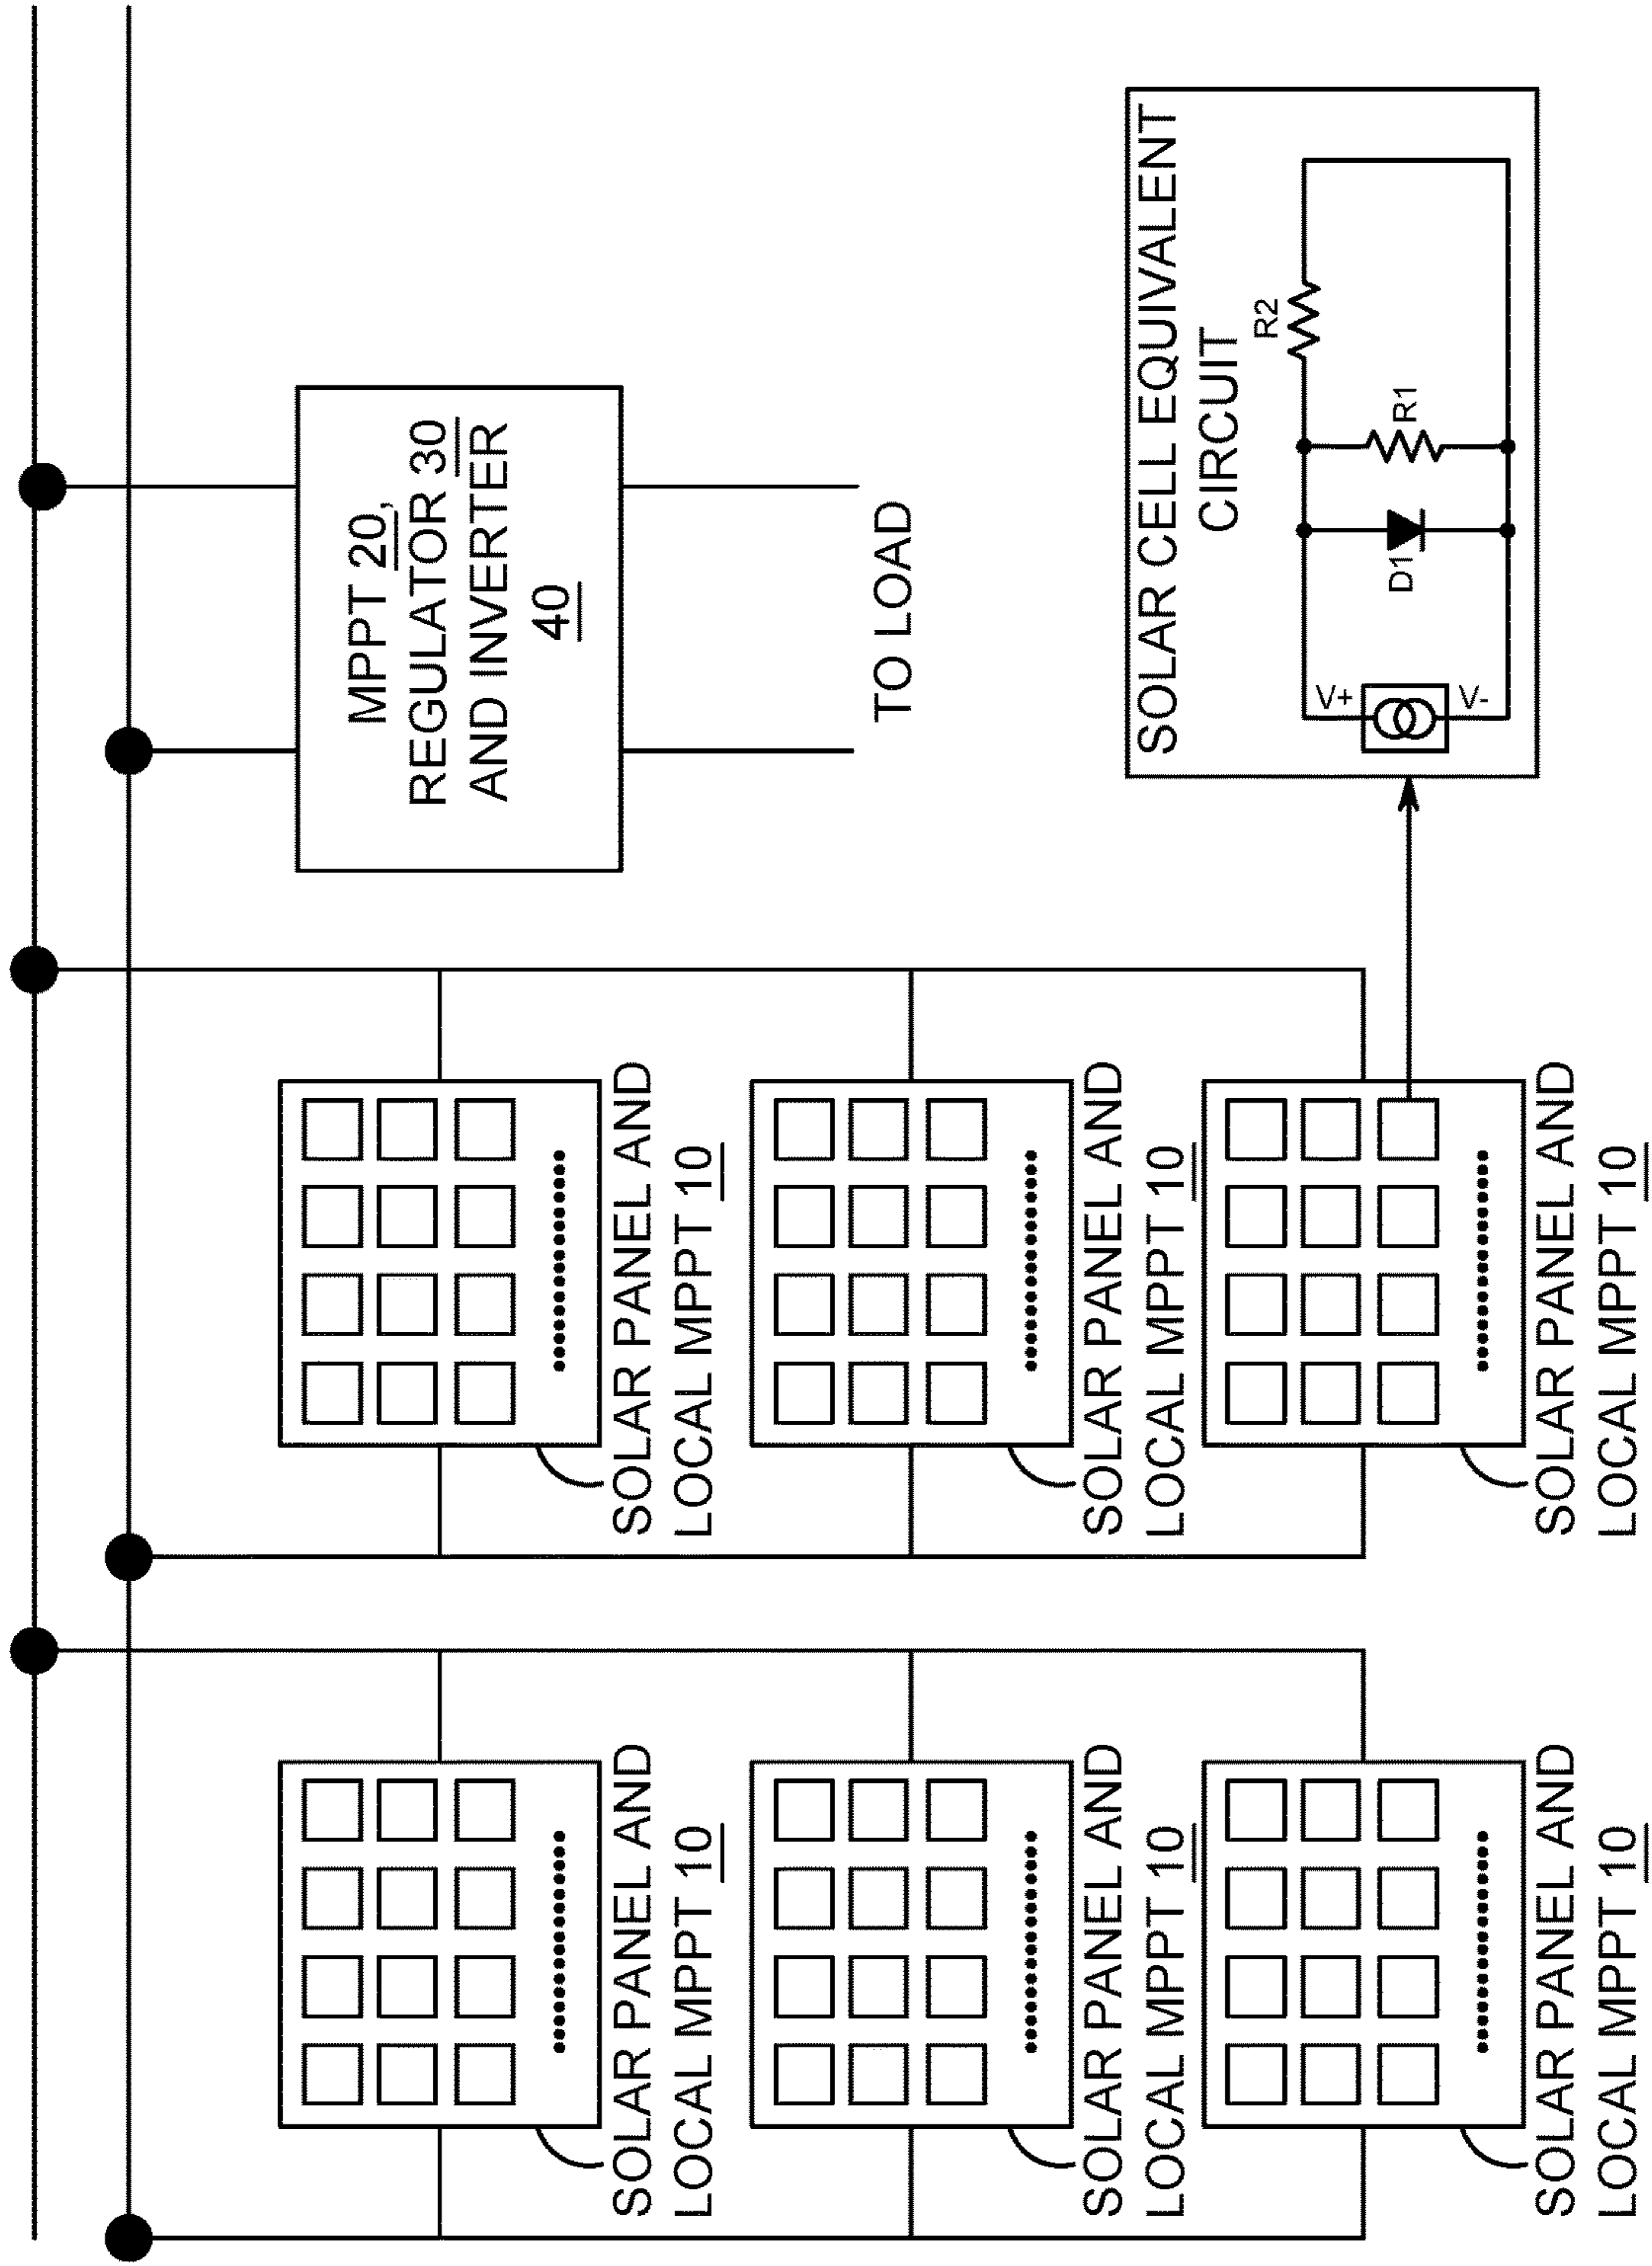 MPPT 20,
REGULATOR 30
AND INVERTER
40
TO LOAD
SOLAR PANEL AND
LOCAL MPPT 10
SOLAR PANEL AND
LOCAL MPPT 10
SOLAR PANEL AND
LOCAL MPPT 10
SOLAR PANEL AND
LOCAL MPPT 10
SOLAR PANEL AND
LOCAL MPPT 10
SOLAR PANEL AND
LOCAL MPPT 10
SOLAR CELL EQUIVALENT
CIRCUIT
R2
V+
D1
R1
V-